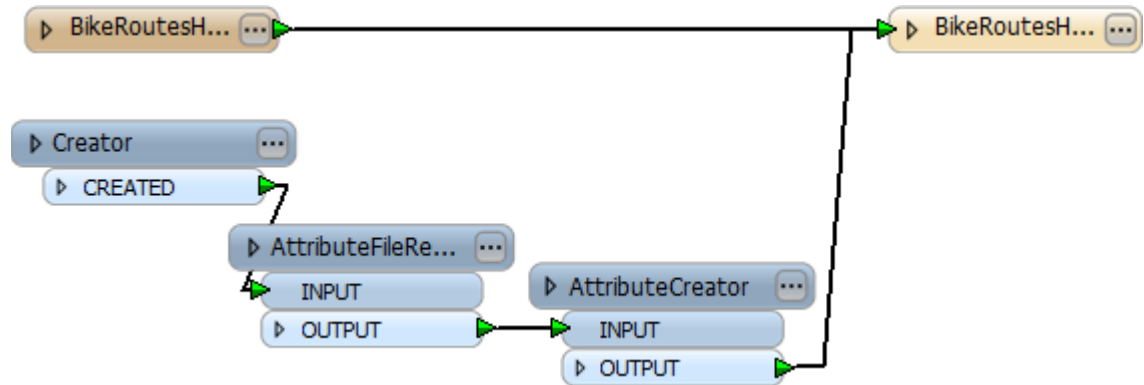 BikeRoutesH...
BikeRoutesH...
Creator
CREATED
AttributeFileRe...
INPUT
OUTPUT
AttributeCreator
INPUT
OUTPUT